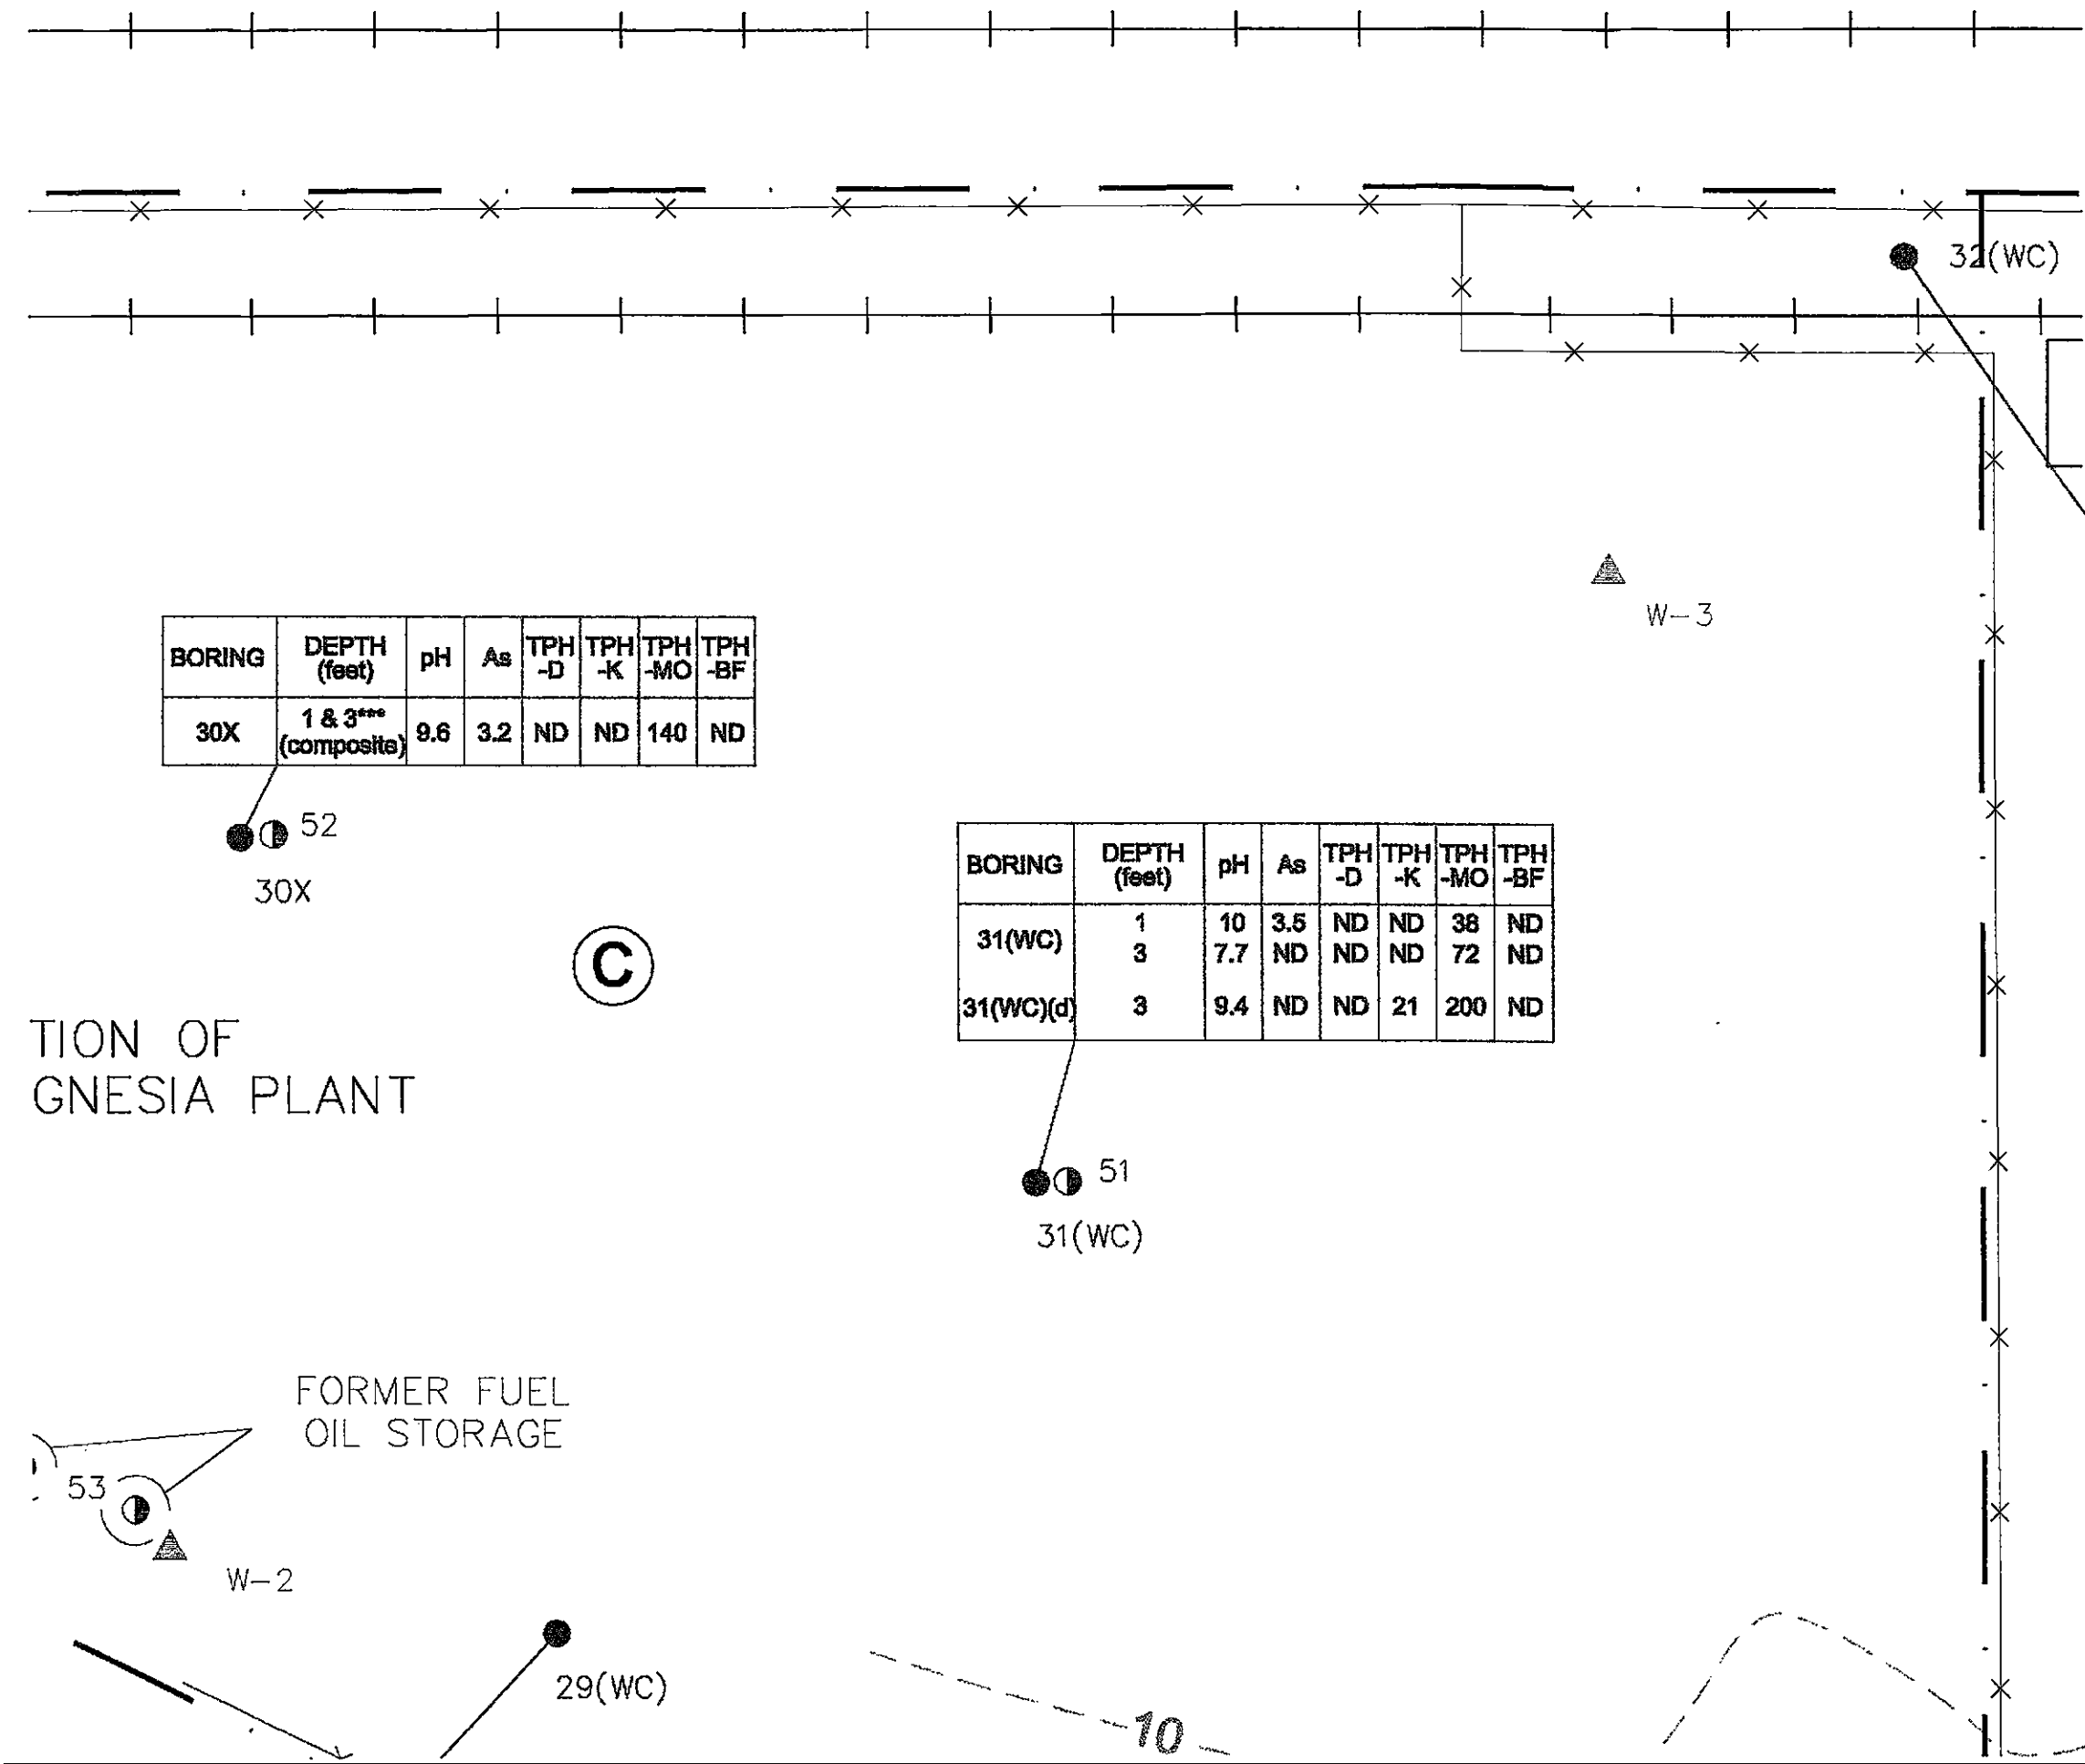 32(WC)
W-3
BORING DEPTH (feet) pH As TPH -D TPH -K TPH -MO TPH -BF
30X 1 & 3*** (composite) 9.6 3.2 ND ND 140 ND
52
30X
BORING DEPTH (feet) pH As TPH -D TPH -K TPH -MO TPH -BF
31(WC) 1 10 3.5 ND ND 38 ND
3 7.7 ND ND ND 72 ND
31(WC)(d) 3 9.4 ND ND 21 200 ND
C
TION OF
GNESIA PLANT
51
31(WC)
FORMER FUEL
OIL STORAGE
53
W-2
29(WC)
10